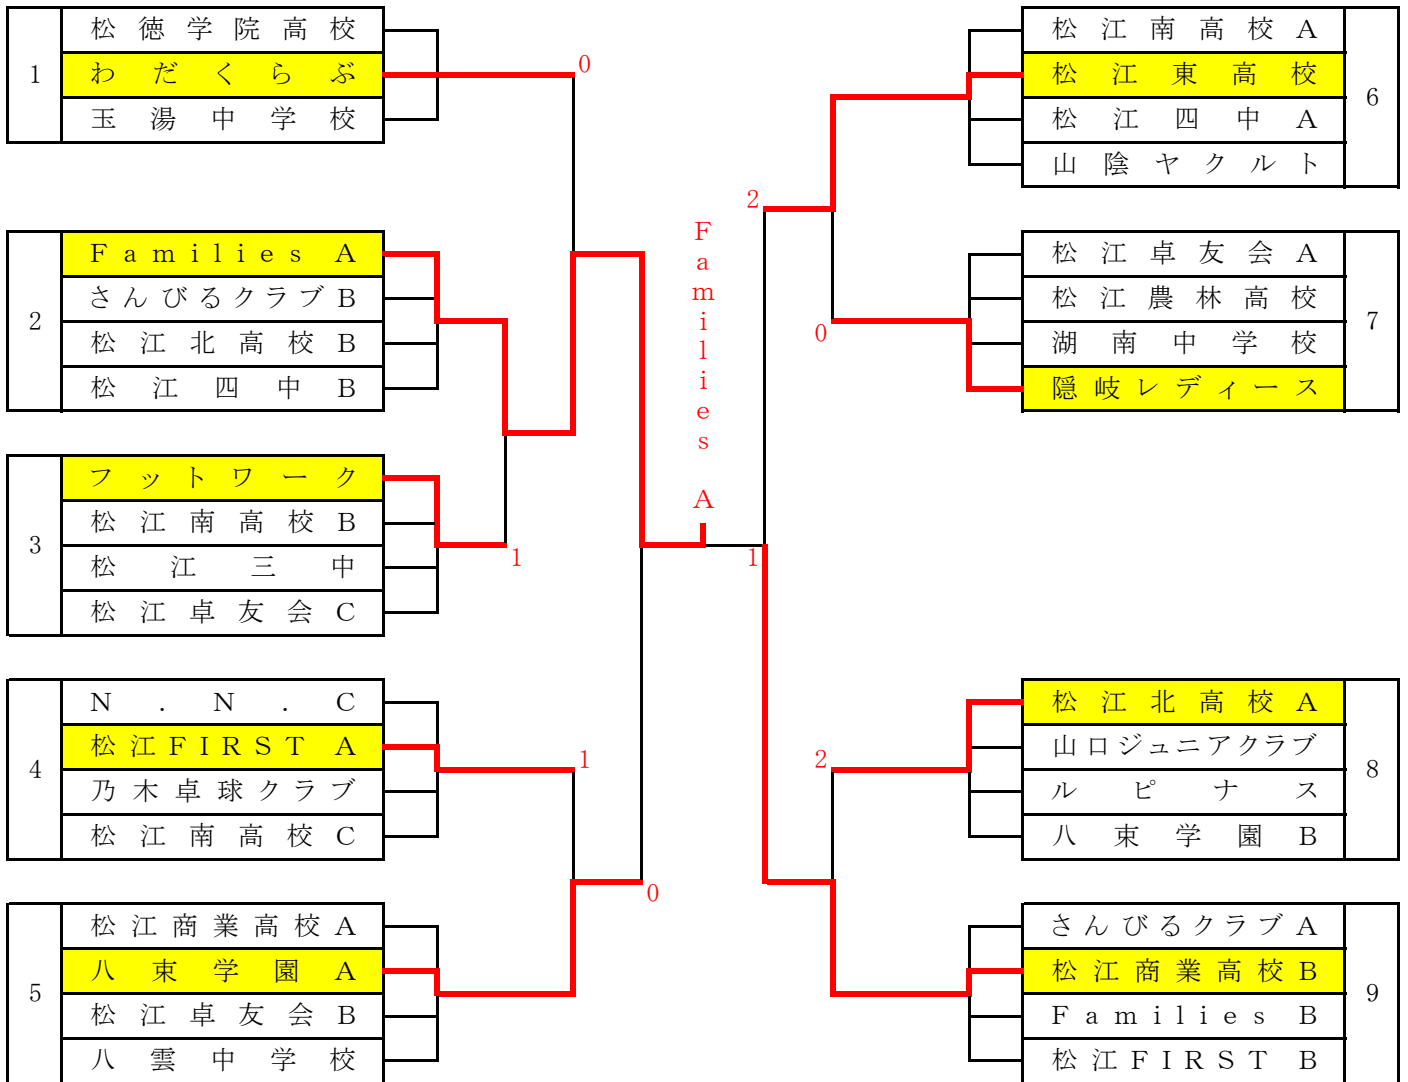 1
松徳学院高校
わだくらぶ
玉湯中学校
0
2
Families A
さんびるクラブB
松江北高校B
松江四中B
3
フットワーク
松江南高校B
松江三中
松江卓友会C
1
4
N.N.C
松江FIRST A
乃木卓球クラブ
松江南高校C
1
5
松江商業高校A
八束学園A
松江卓友会B
八雲中学校
0
Families A
1
2
6
松江南高校A
松江東高校
松江四中A
山陰ヤクルト
7
松江卓友会A
松江農林高校
湖南中学校
隠岐レディース
0
8
松江北高校A
山口ジュニアクラブ
ルピナス
八束学園B
2
9
さんびるクラブA
松江商業高校B
Families B
松江FIRST B